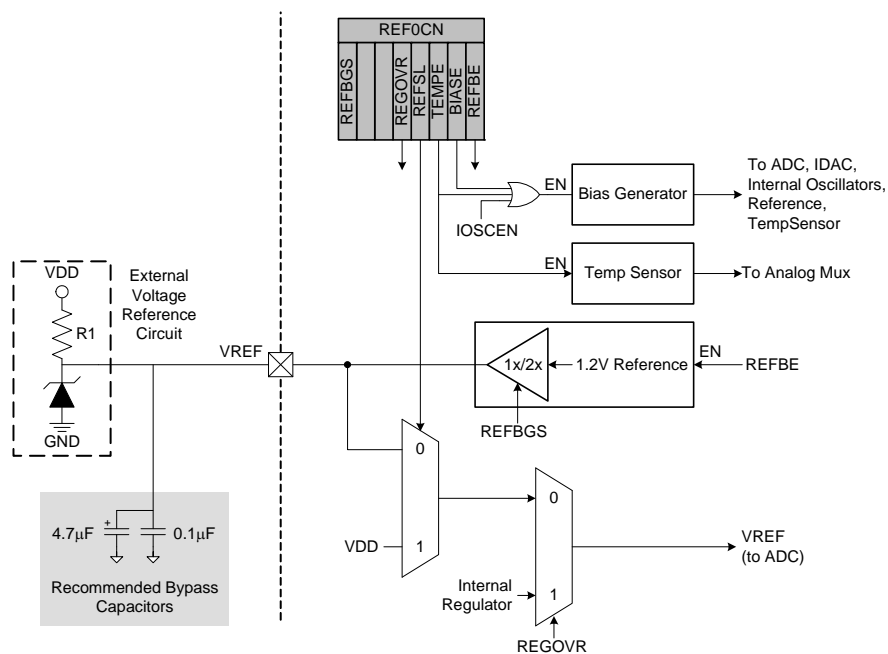 REF0CN
REFBGS
REGOVR
REFSL
TEMPE
BIASE
REFBE
EN
Bias Generator
To ADC, IDAC,
Internal Oscillators,
Reference,
TempSensor
IOSCEN
EN
Temp Sensor
To Analog Mux
VDD
R1
GND
External
Voltage
Reference
Circuit
VREF
1x/2x
1.2V Reference
EN
REFBE
REFBGS
0
1
VDD
0
1
Internal
Regulator
REGOVR
VREF
(to ADC)
4.7μF
+
0.1μF
Recommended Bypass
Capacitors